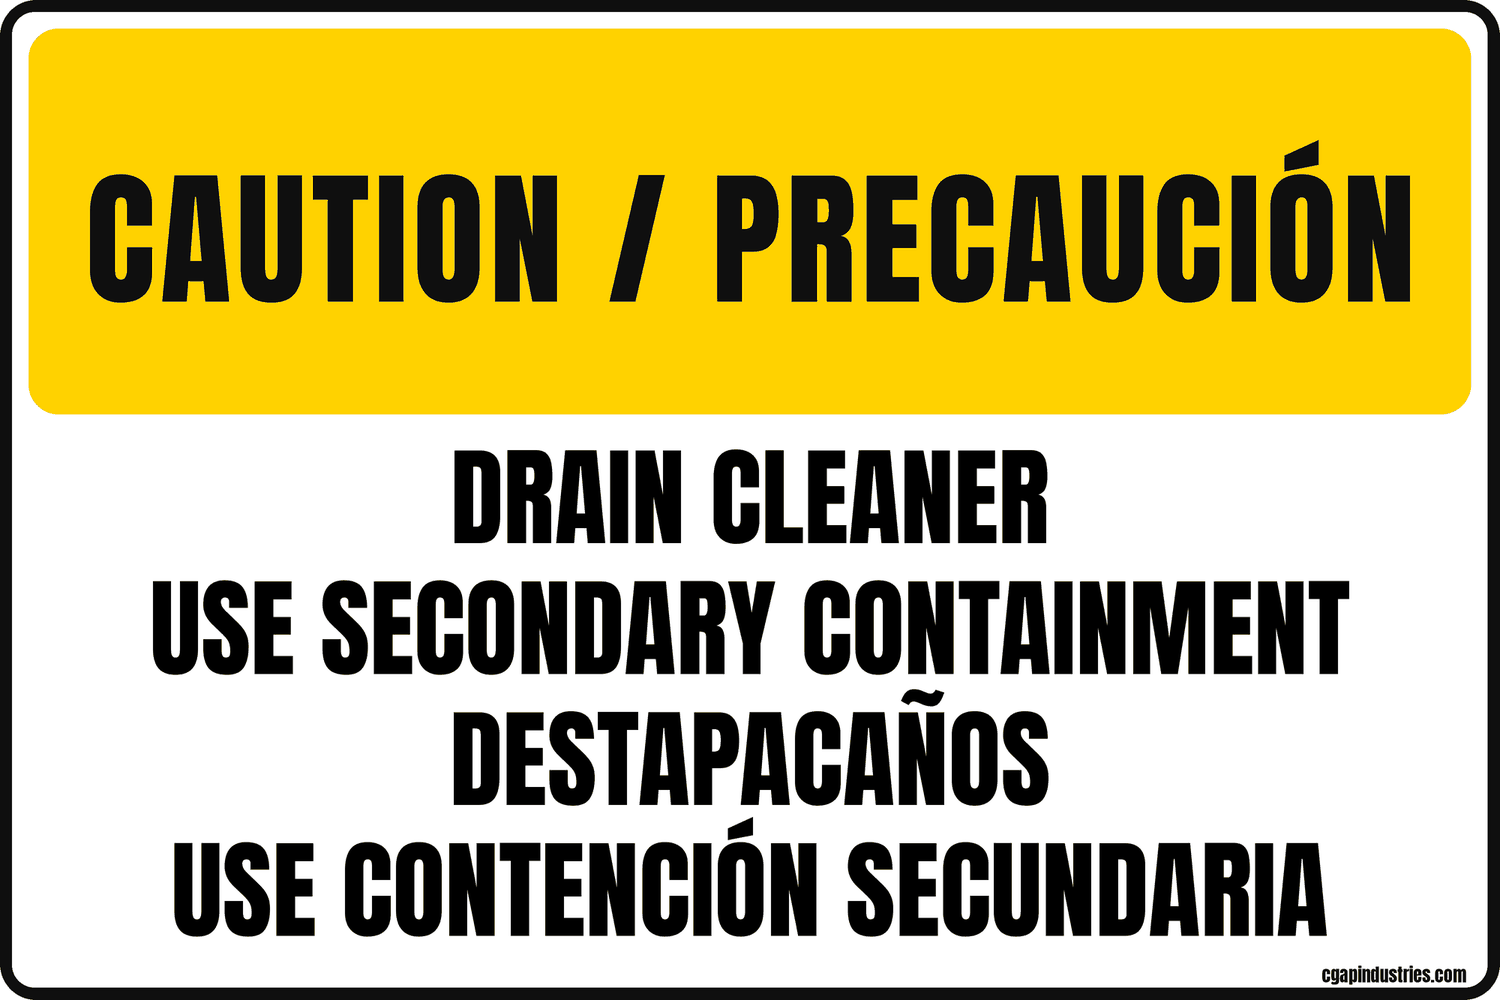 CAUTION / PRECAUCIÓN
DRAIN CLEANER
USE SECONDARY CONTAINMENT
DESTAPACAÑOS
USE CONTENCIÓN SECUNDARIA
cgapindustries.com